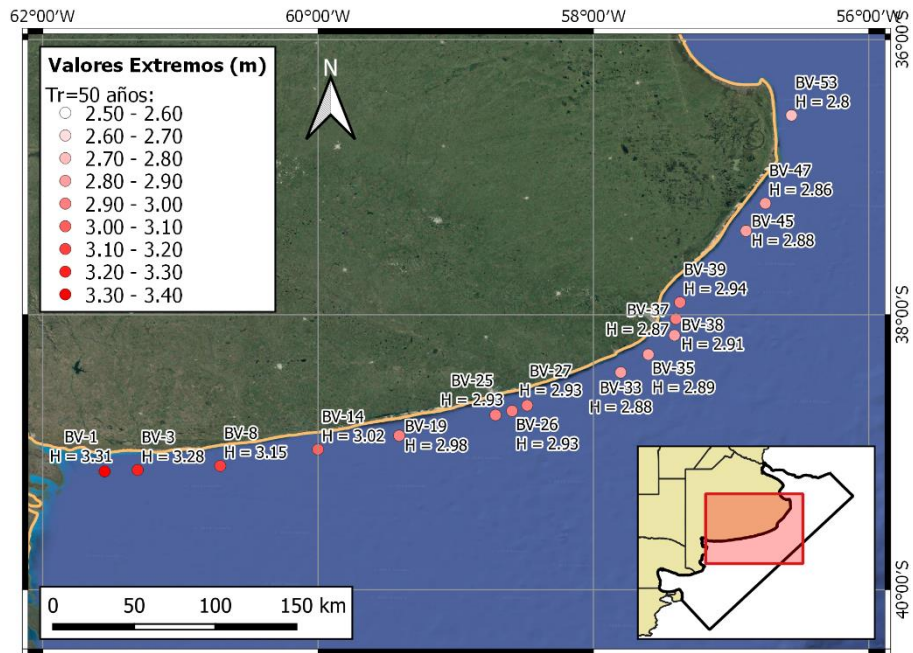 62°00'W 60°00'W 58°00'W 56°00'W
36°00'S
38°00'S
40°00'S
Valores Extremos (m)
Tr=50 años:
2.50 - 2.60
2.60 - 2.70
2.70 - 2.80
2.80 - 2.90
2.90 - 3.00
3.00 - 3.10
3.10 - 3.20
3.20 - 3.30
3.30 - 3.40
N
BV-53
H = 2.8
BV-47
H = 2.86
BV-45
H = 2.88
BV-39
H = 2.94
BV-37
H = 2.87
BV-38
H = 2.91
BV-35
H = 2.89
BV-33
H = 2.88
BV-27
H = 2.93
BV-25
H = 2.93
BV-26
H = 2.93
BV-19
H = 2.98
BV-14
H = 3.02
BV-8
H = 3.15
BV-3
H = 3.28
BV-1
H = 3.31
0 50 100 150 km